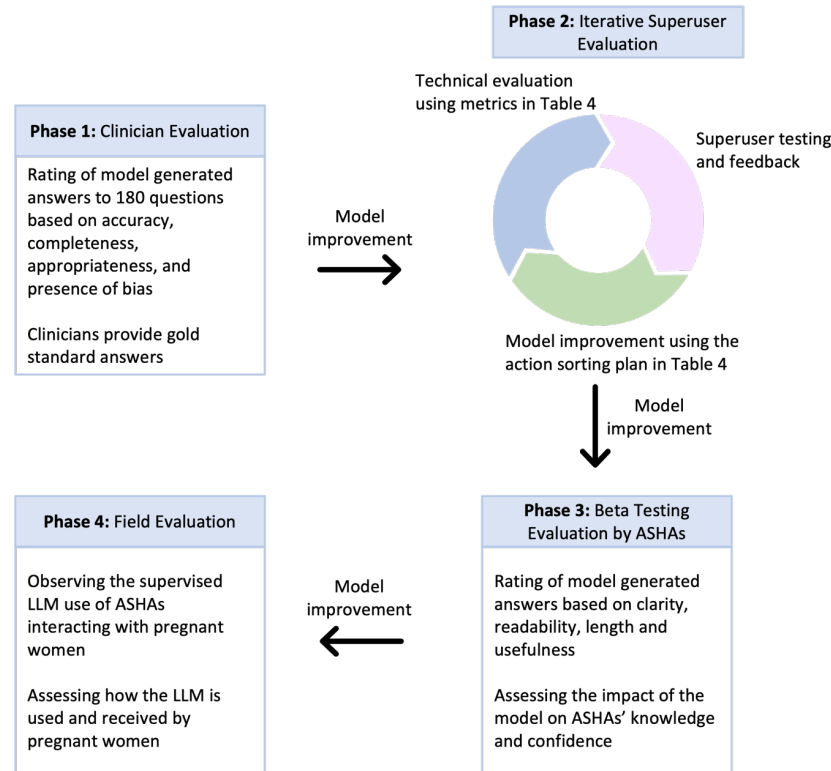 Phase 1: Clinician Evaluation
Rating of model generated
answers to 180 questions
based on accuracy,
completeness,
appropriateness, and
presence of bias
Clinicians provide gold
standard answers
Model
improvement
Phase 2: Iterative Superuser
Evaluation
Technical evaluation
using metrics in Table 4
Superuser testing
and feedback
Model improvement using the
action sorting plan in Table 4
Model
improvement
Phase 3: Beta Testing
Evaluation by ASHAs
Rating of model generated
answers based on clarity,
readability, length and
usefulness
Assessing the impact of the
model on ASHAs’ knowledge
and confidence
Model
improvement
Phase 4: Field Evaluation
Observing the supervised
LLM use of ASHAs
interacting with pregnant
women
Assessing how the LLM is
used and received by
pregnant women